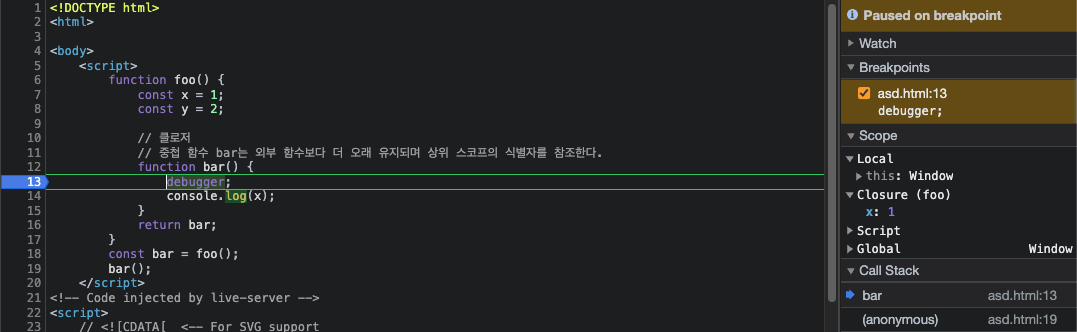 1 <!DOCTYPE html>
2 <html>
3
4 <body>
5 <script>
6 function foo() {
7 const x = 1;
8 const y = 2;
9
10 // 클로저
11 // 중첩 함수 bar는 외부 함수보다 더 오래 유지되며 상위 스코프의 식별자를 참조한다.
12 function bar() {
13 debugger;
14 console.log(x);
15 }
16 return bar;
17 }
18 const bar = foo();
19 bar();
20 </script>
21 <!-- Code injected by live-server -->
22 <script>
23 // <![CDATA[ <-- For SVG support
Paused on breakpoint
Watch
Breakpoints
asd.html:13
debugger;
Scope
Local
this: Window
Closure (foo)
x: 1
Script
Global Window
Call Stack
bar asd.html:13
(anonymous) asd.html:19